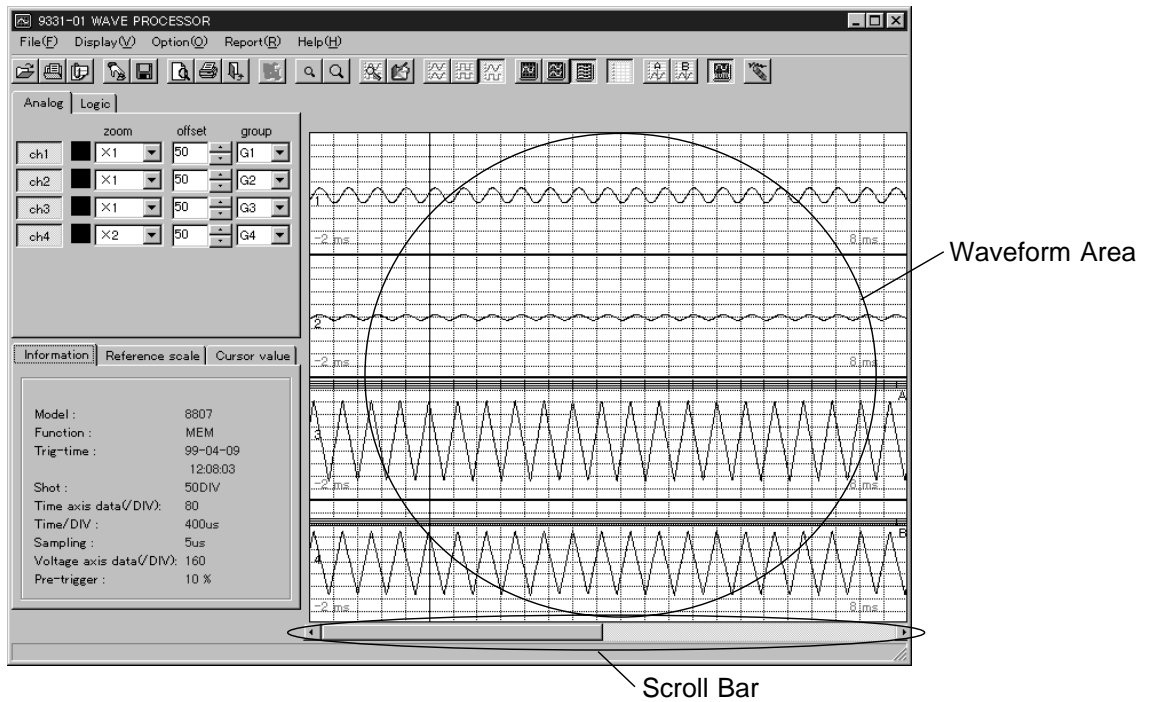 9331-01 WAVE PROCESSOR
File(F) Display(V) Option(O) Report(R) Help(H)
A B
AUTO
Analog Logic
zoom offset group
ch1 ×1 50 G1
ch2 ×1 50 G2
ch3 ×1 50 G3
ch4 ×2 50 G4
1
-2 ms 8 ms
2
-2 ms 8 ms
A
3
-2 ms 8 ms
B
4
-2 ms 8 ms
Waveform Area
Information Reference scale Cursor value
Model : 8807
Function : MEM
Trig-time : 99-04-09
12:08:03
Shot : 50DIV
Time axis data(/DIV): 80
Time/DIV : 400us
Sampling : 5us
Voltage axis data(/DIV): 160
Pre-trigger : 10 %
Scroll Bar